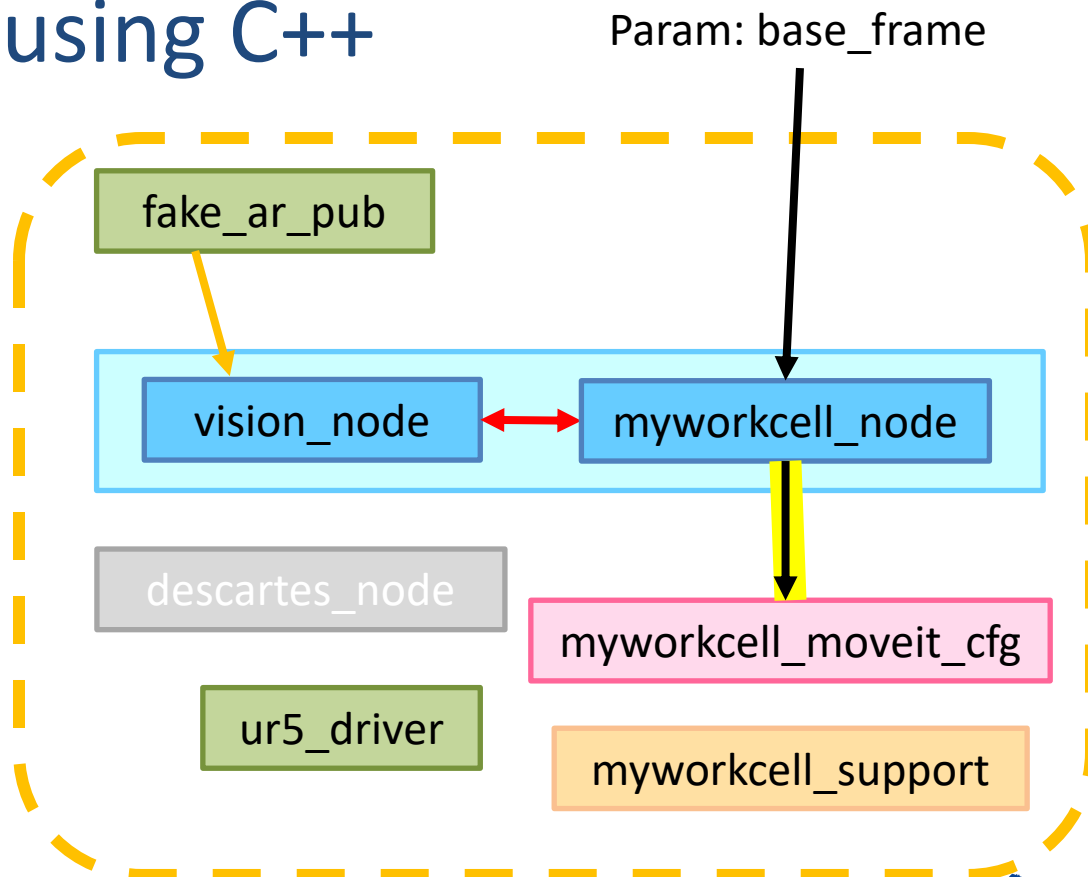 using C++
Param: base_frame
fake_ar_pub
vision_node
myworkcell_node
descartes_node
myworkcell_moveit_cfg
ur5_driver
myworkcell_support